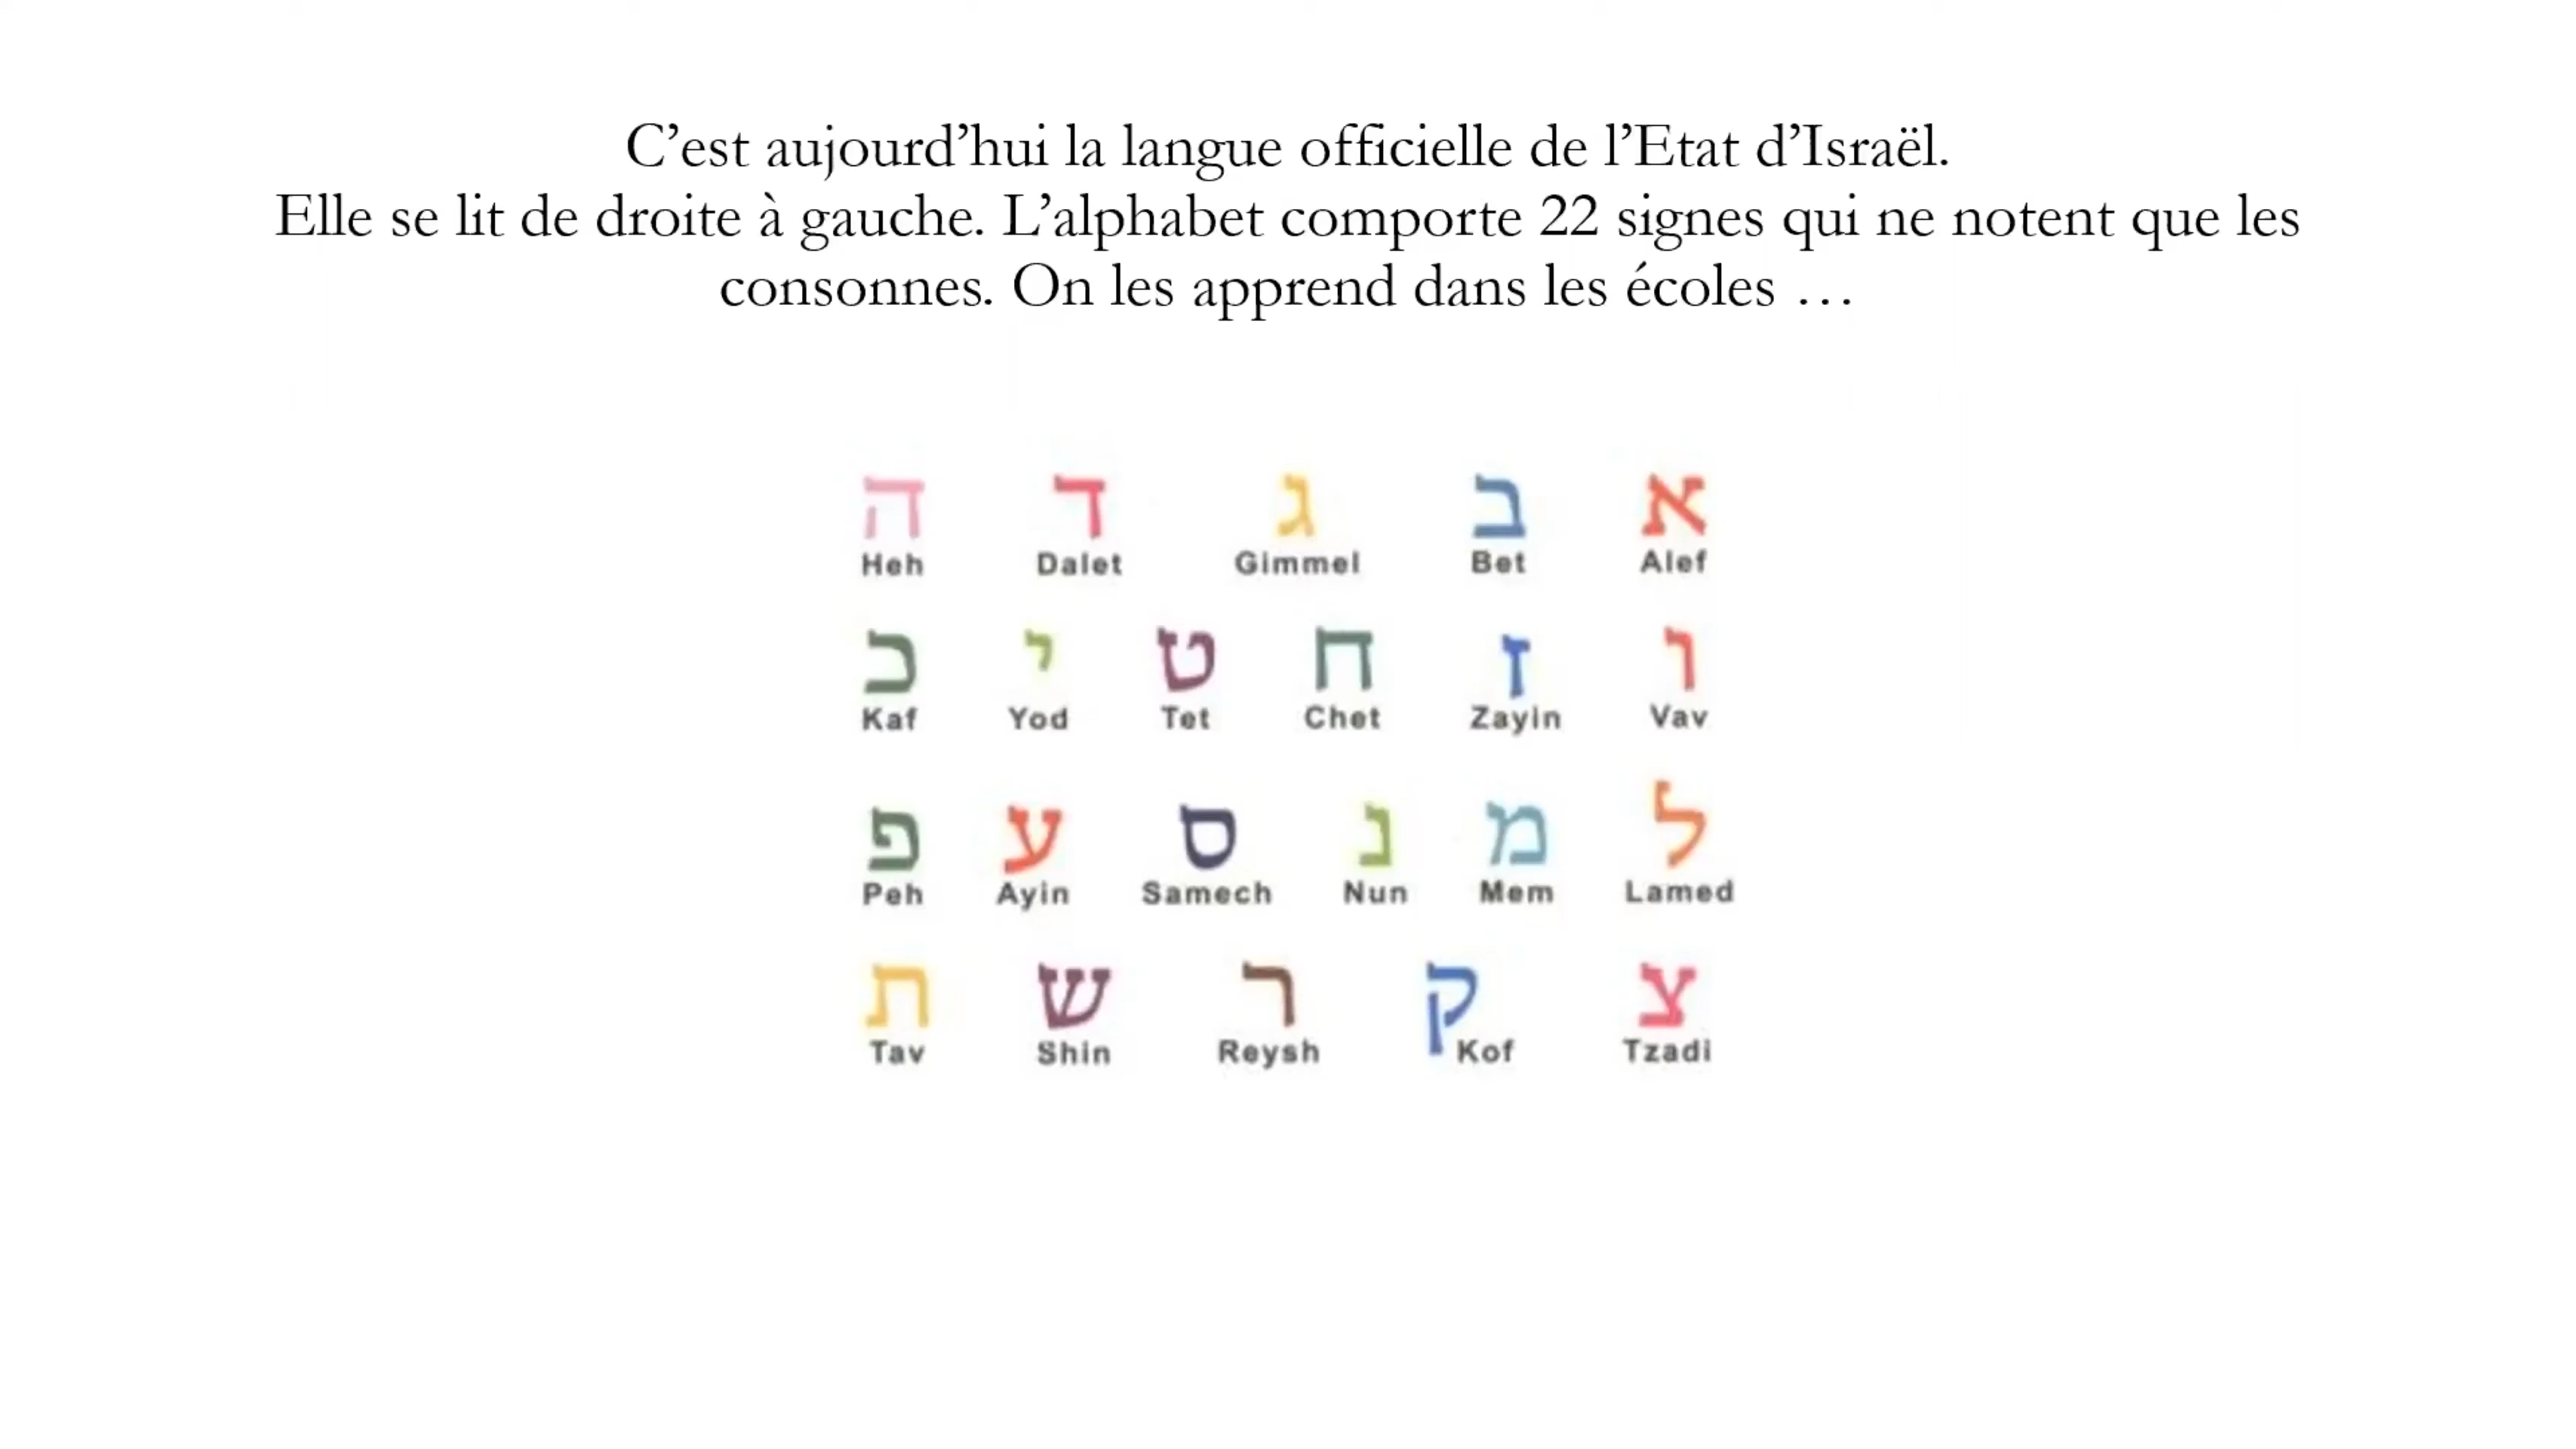 C’est aujourd’hui la langue officielle de l’Etat d’Israël.
Elle se lit de droite à gauche. L’alphabet comporte 22 signes qui ne notent que les
consonnes. On les apprend dans les écoles …
א ב ג ד ה
Alef Bet Gimmel Dalet Heh
ו ז ח ט י כ
Vav Zayin Chet Tet Yod Kaf
ל מ נ ס ע פ
Lamed Mem Nun Samech Ayin Peh
צ ק ר ש ת
Tzadi Kof Reysh Shin Tav